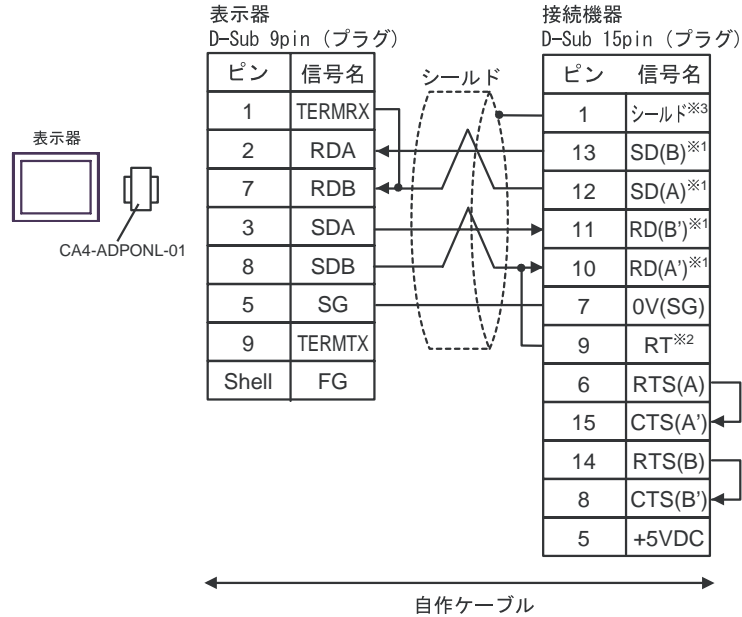 表示器
CA4-ADPONL-01
表示器
D-Sub 9pin (プラグ)
ピン 信号名
1 TERMRX
2 RDA
7 RDB
3 SDA
8 SDB
5 SG
9 TERMTX
Shell FG
シールド
接続機器
D-Sub 15pin (プラグ)
ピン 信号名
1 シールド※3
13 SD(B)※1
12 SD(A)※1
11 RD(B')※1
10 RD(A')※1
7 0V(SG)
9 RT※2
6 RTS(A)
15 CTS(A')
14 RTS(B)
8 CTS(B')
5 +5VDC
自作ケーブル